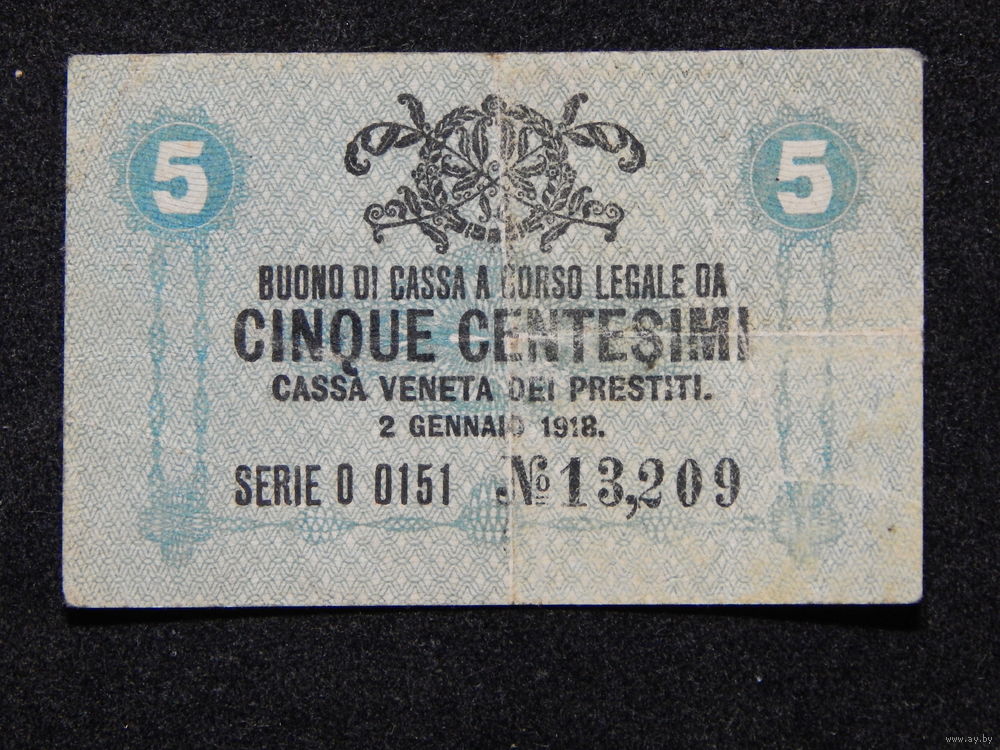 5 5
BUONO DI CASSA A CORSO LEGALE DA
CINQUE CENTESIMI
CASSA VENETA DEI PRESTITI.
2 GENNAIO 1918.
SERIE O 0151 No 13,209
www.ay.by